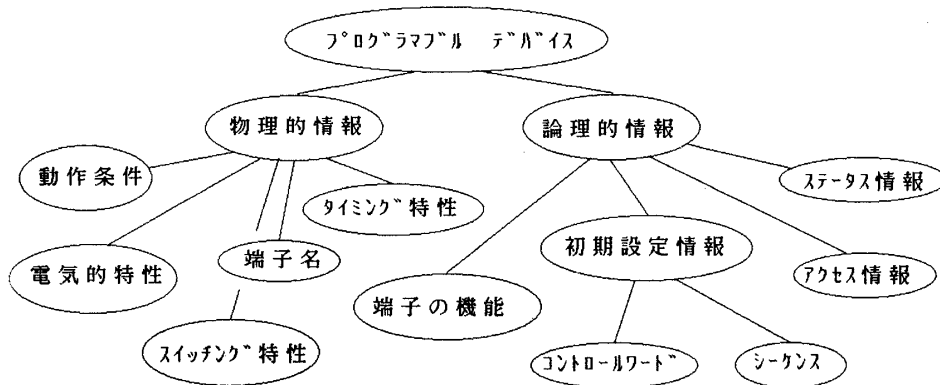 ﾌﾟﾛｸﾞﾗﾏﾌﾞﾙ ﾃﾞﾊﾞｲｽ
物理的情報
論理的情報
動作条件
ｽﾃｰﾀｽ情報
ﾀｲﾐﾝｸﾞ特性
電気的特性
端子名
初期設定情報
ｱｸｾｽ情報
端子の機能
ｽｲｯﾁﾝｸﾞ特性
ｺﾝﾄﾛｰﾙﾜｰﾄﾞ
ｼｰｹﾝｽ